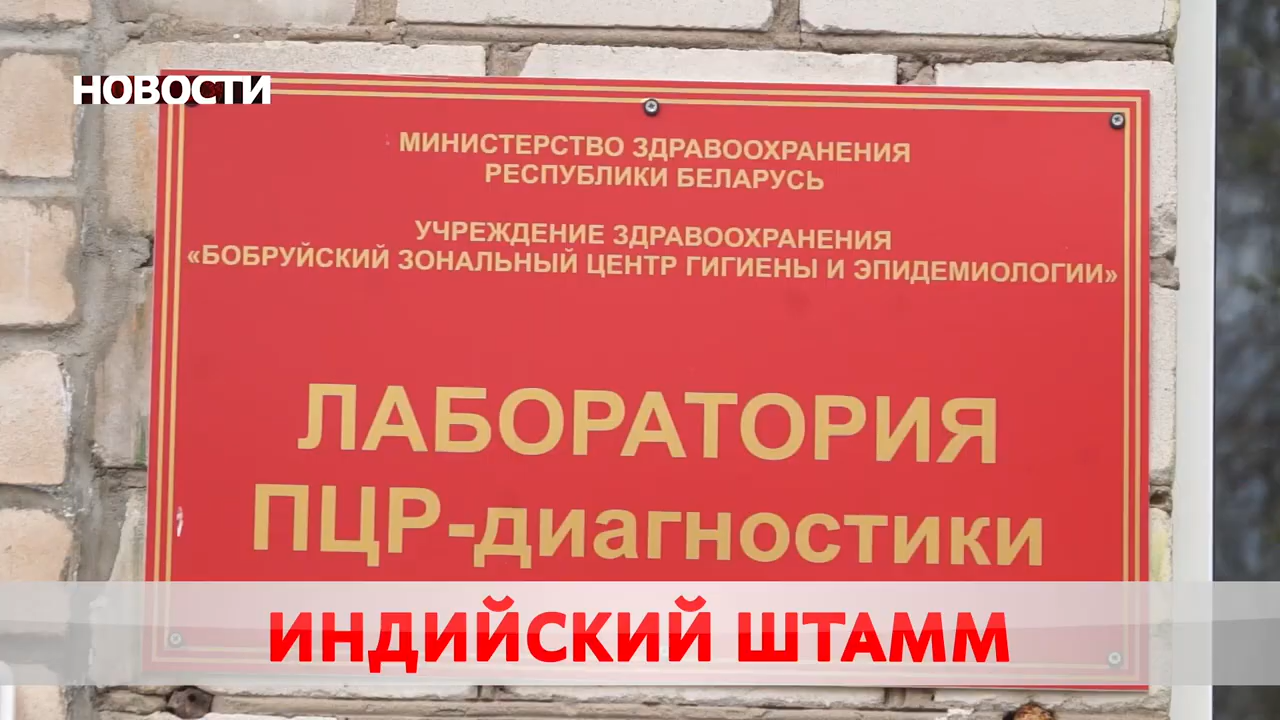 НОВОСТИ
МИНИСТЕРСТВО ЗДРАВООХРАНЕНИЯ
РЕСПУБЛИКИ БЕЛАРУСЬ
УЧРЕЖДЕНИЕ ЗДРАВООХРАНЕНИЯ
«БОБРУЙСКИЙ ЗОНАЛЬНЫЙ ЦЕНТР ГИГИЕНЫ И ЭПИДЕМИОЛОГИИ»
ЛАБОРАТОРИЯ
ПЦР-диагностики
ИНДИЙСКИЙ ШТАММ